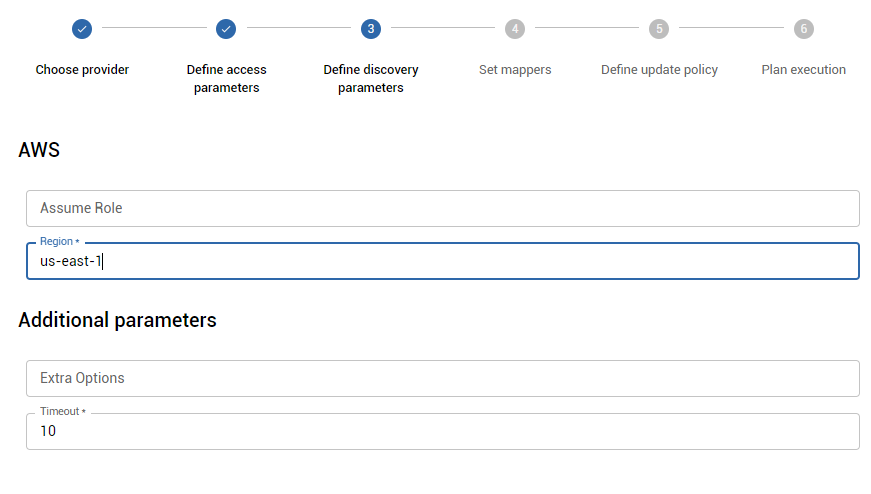 3 4 5 6
Choose provider Define access Define discovery Set mappers Define update policy Plan execution
parameters parameters
AWS
Assume Role
Region *
us-east-1
Additional parameters
Extra Options
Timeout *
10